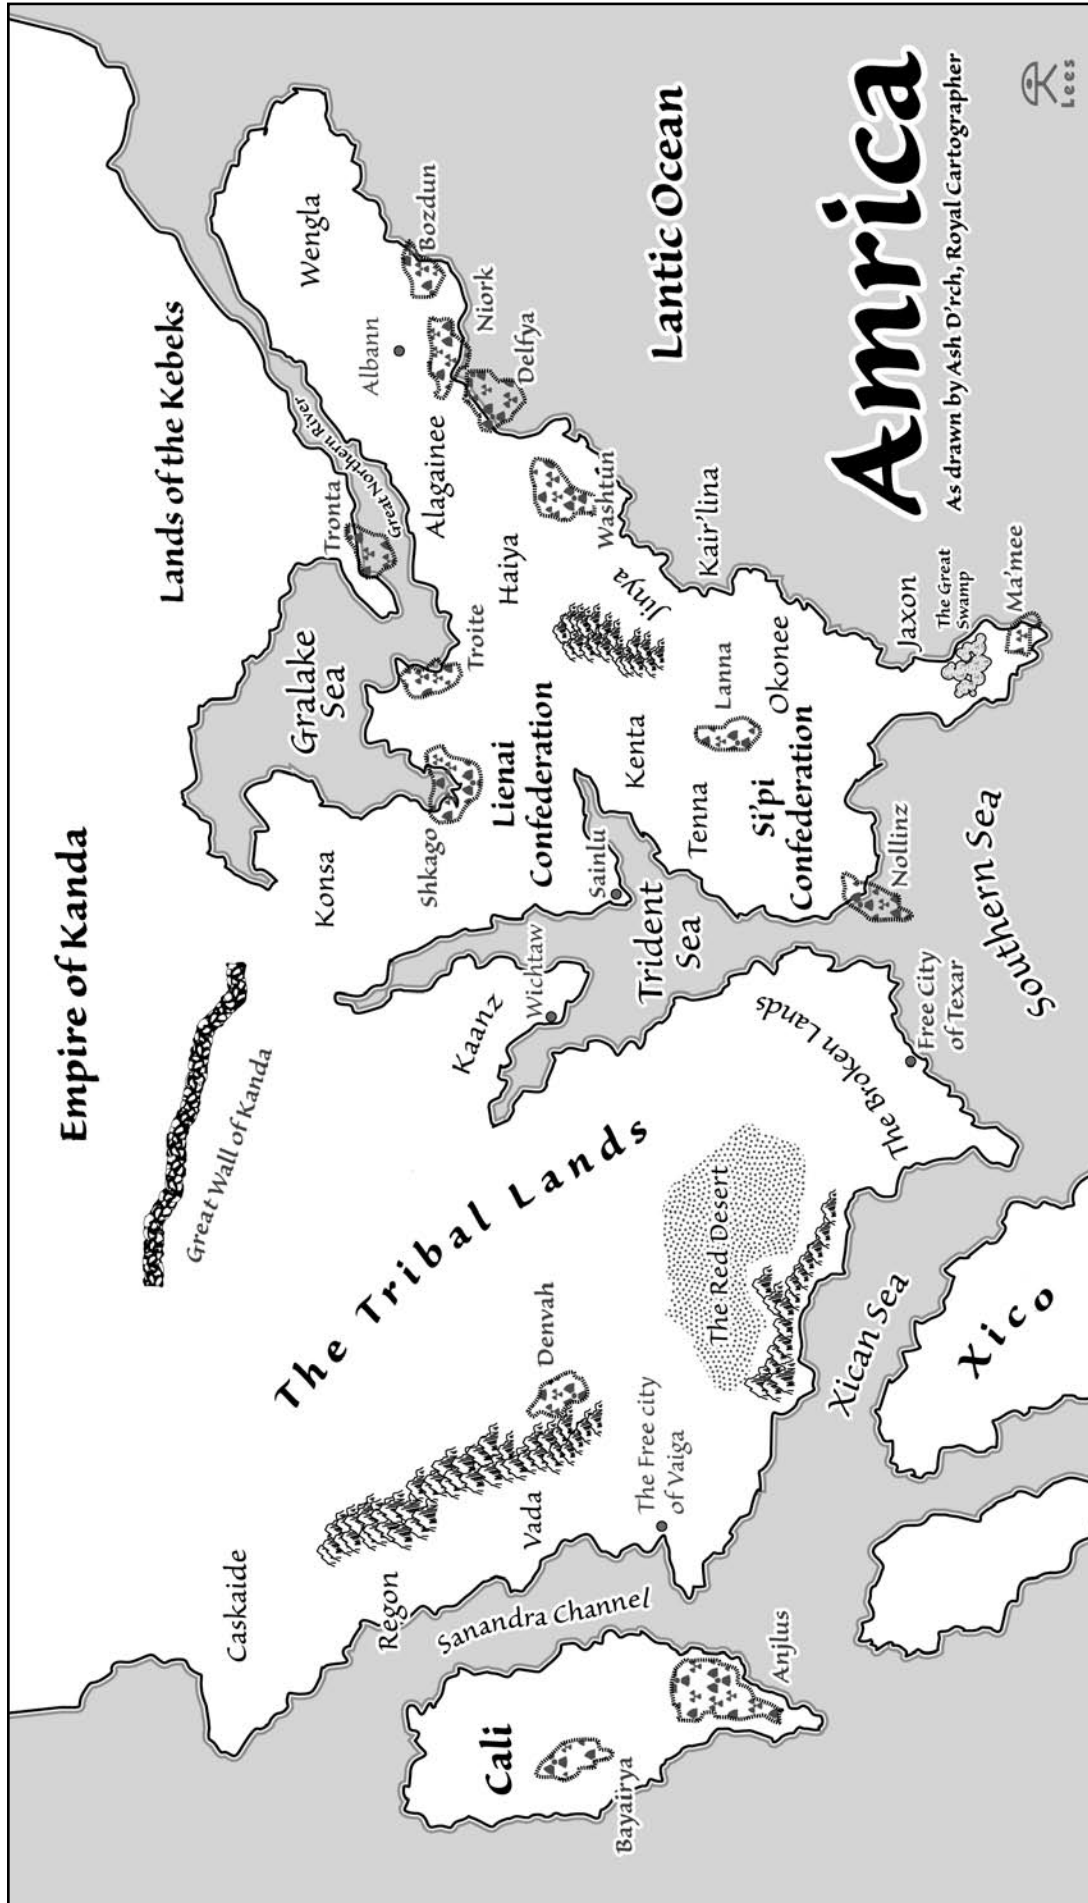 Empire of Kanda
Great Wall of Kanda
Lands of the Kebeks
Caskaide
Konsa
Gralake
Sea
Tronta
Great Northern River
Wengla
Albann
Bozdun
Niork
Delfya
Alagainee
Regon
The Tribal Lands
Kaanz
Wichtaw
Shkago
Lienai
Confederation
Troite
Haiya
Washtun
Sanandra Channel
Vada
Denvah
Sainlu
Trident
Sea
Kenta
Jinya
Kair'lina
Lantic Ocean
Cali
Bayairya
Anjlus
The Free city
of Vaiga
The Red Desert
The Broken Lands
Tenna
Lanna
Okonee
Si'pi
Confederation
Nollinz
Free City
of Texar
Jaxon
The Great
Swamp
Ma'mee
Xican Sea
Xico
Southern Sea
Amrica
As drawn by Ash D'rch, Royal Cartographer
Lees